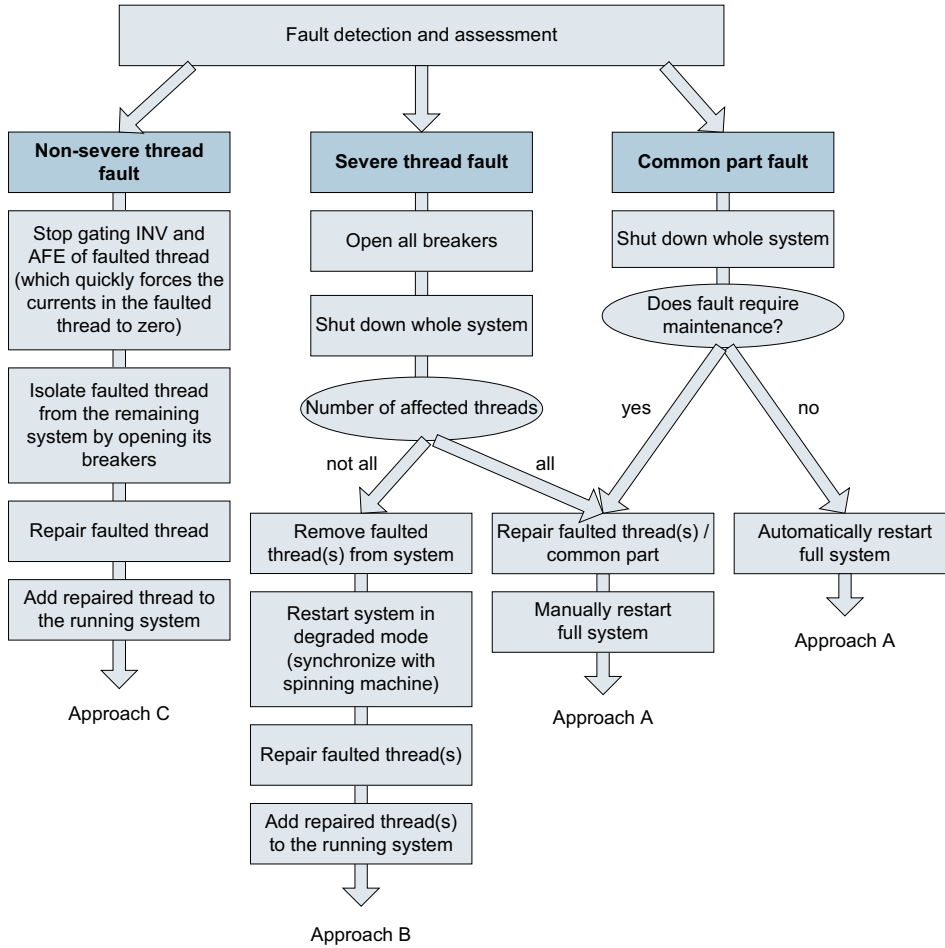 Fault detection and assessment
Non-severe thread
fault
Stop gating INV and
AFE of faulted thread
(which quickly forces the
currents in the faulted
thread to zero)
Isolate faulted thread
from the remaining
system by opening its
breakers
Repair faulted thread
Add repaired thread to
the running system
Approach C
Severe thread fault
Open all breakers
Shut down whole system
Number of affected threads
not all
all
Remove faulted
thread(s) from system
Restart system in
degraded mode
(synchronize with
spinning machine)
Repair faulted thread(s)
Add repaired thread(s)
to the running system
Approach B
Common part fault
Shut down whole system
Does fault require
maintenance?
yes
no
Repair faulted thread(s) /
common part
Manually restart
full system
Approach A
Automatically restart
full system
Approach A